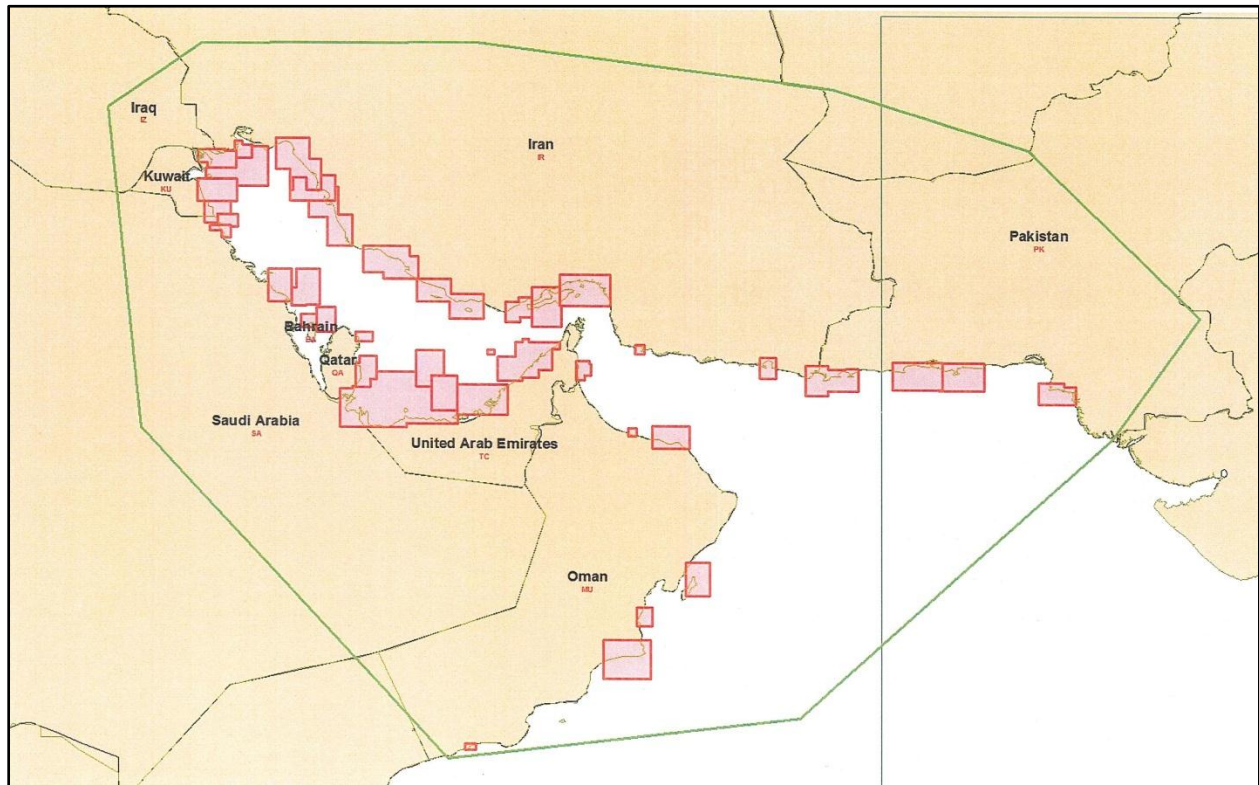 Iraq
IZ
Iran
IR
Kuwait
KU
Pakistan
PK
Bahrain
BA
Qatar
QA
Saudi Arabia
SA
United Arab Emirates
TC
Oman
MU